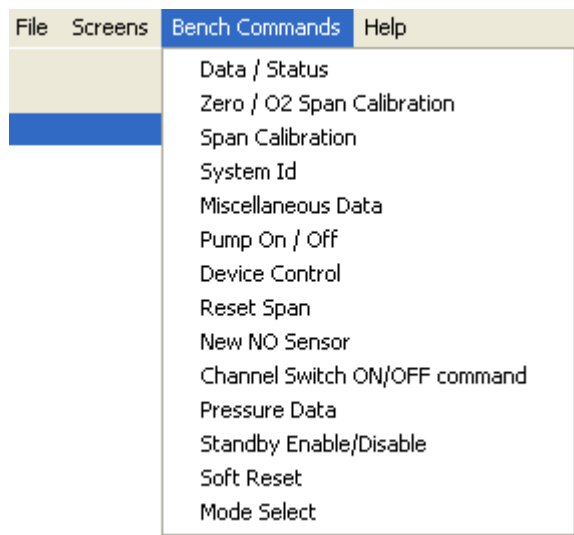 File Screens Bench Commands Help
Data / Status
Zero / O2 Span Calibration
Span Calibration
System Id
Miscellaneous Data
Pump On / Off
Device Control
Reset Span
New NO Sensor
Channel Switch ON/OFF command
Pressure Data
Standby Enable/Disable
Soft Reset
Mode Select